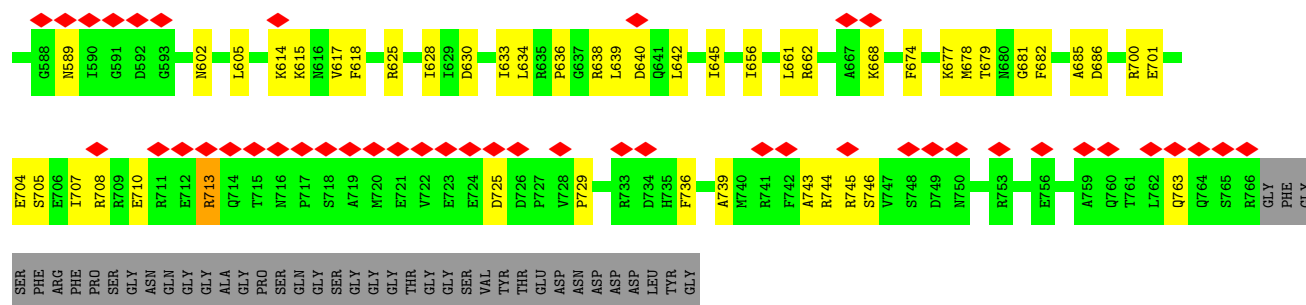 G588 N589 I590 G591 D592 G593 N602 L605 K614 K615 N616 V617 F618 R625 I628 I629 D630 I633 L634 R635 P636 G637 R638 L639 D640 Q641 L642 I645 I656 L661 R662 A667 K668 F674 K677 M678 T679 N680 G681 F682 A685 D686 R700 E701
E704 S705 E706 I707 R708 R709 E710 R711 E712 R713 Q714 T715 N716 P717 S718 A719 M720 E721 V722 E723 E724 D725 D726 P727 V728 P729 R733 D734 H735 F736 A739 M740 R741 F742 A743 R744 R745 S746 V747 S748 D749 N750 R753 E756 A759 Q760 T761 L762 Q763 Q764 S765 R766 GLY PHE GLY
SER PHE ARG PHE PRO SER GLY ASN GLN GLY GLY ALA GLY PRO SER GLN GLY SER GLY GLY GLY THR GLY GLY SER VAL TYR THR GLU ASP ASN ASP ASP ASP LEU TYR GLY